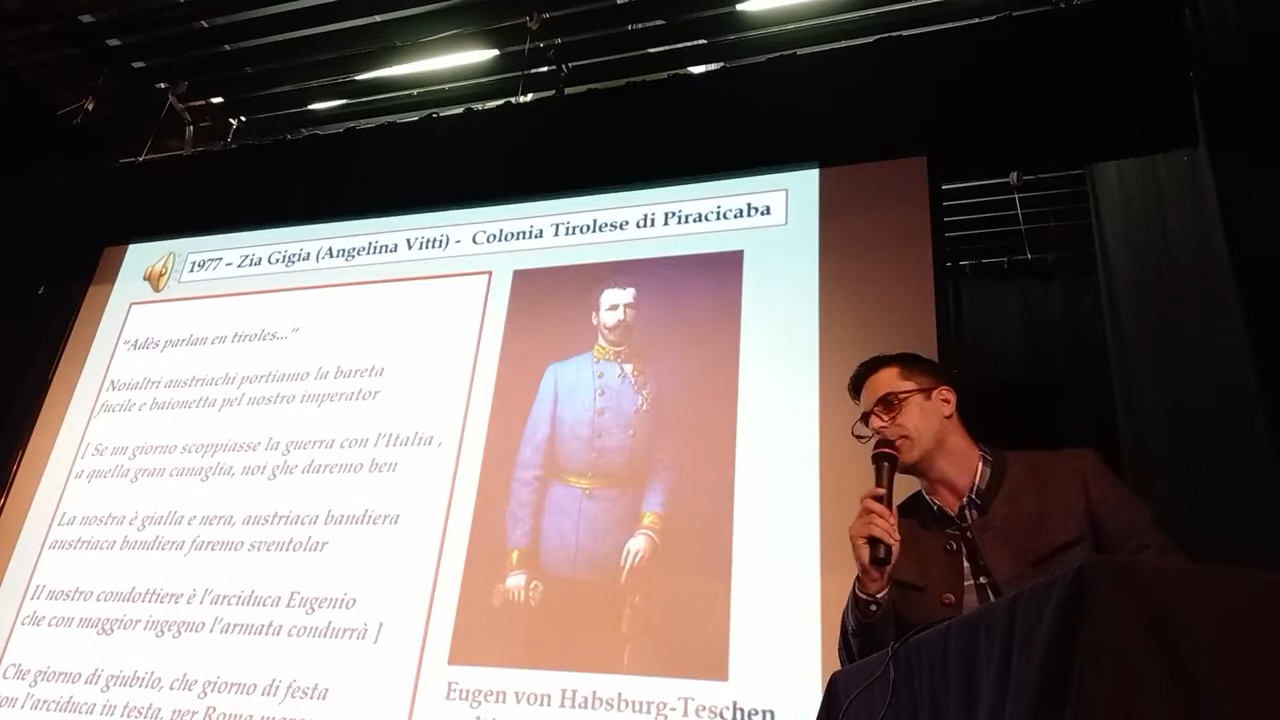 1977 – Zia Gigia (Angelina Vitti) - Colonia Tirolese di Piracicaba
“Adès parlan en tiroles...“
Noialtri austriachi portiamo la bareta
fucile e baionetta pel nostro imperator
[ Se un giorno scoppiasse la guerra con l’Italia ,
a quella gran canaglia, noi ghe daremo ben
La nostra è gialla e nera, austriaca bandiera
austriaca bandiera faremo sventolar
Il nostro condottiere è l’arciduca Eugenio
che con maggior ingegno l’armata condurrà ]
Che giorno di giubilo, che giorno di festa
con l’arciduca in testa, per Roma
Eugen von Habsburg-Teschen